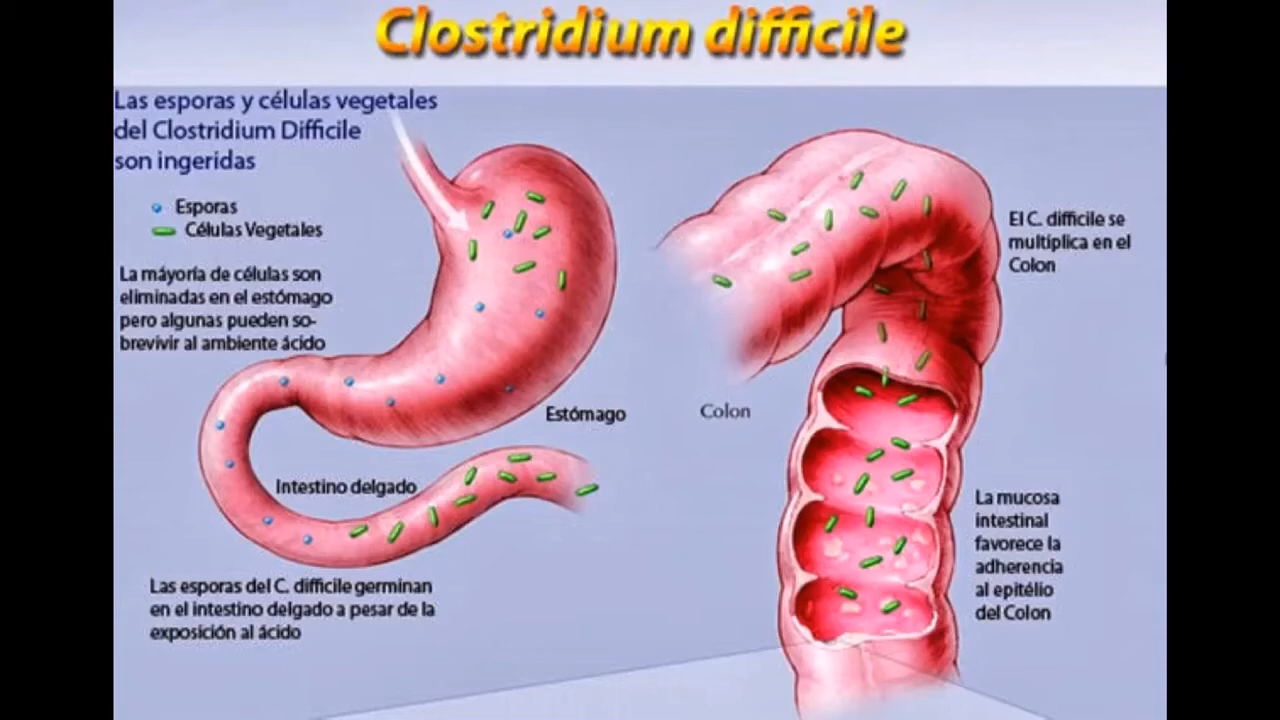 Clostridium difficile
Las esporas y células vegetales
del Clostridium Difficile
son ingeridas
Esporas
Células Vegetales
La máyoría de células son
eliminadas en el estómago
pero algunas pueden so-
brevivir al ambiente ácido
Estómago
Intestino delgado
Las esporas del C. difficile germinan
en el intestino delgado a pesar de la
exposición al ácido
El C. difficile se
multíplica en el
Colon
Colon
La mucosa
intestinal
favorece la
adherencia
al epitélio
del Colon